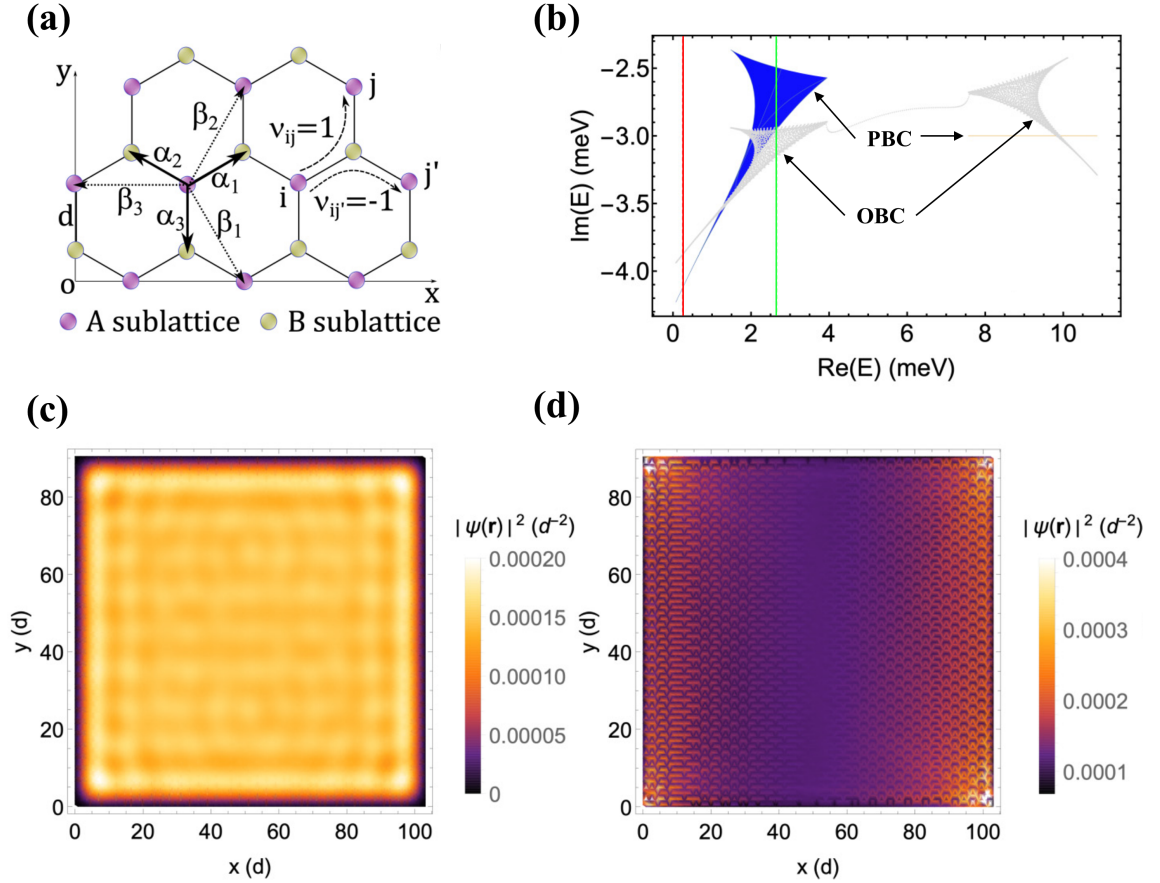 (a)
y
j
β₂
νᵢⱼ=1
α₂
α₁
i
j'
β₃
d
α₃
β₁
νᵢⱼ'=-1
o
x
A sublattice
B sublattice
(b)
Im(E) (meV)
−2.5
−3.0
−3.5
−4.0
PBC
OBC
0
2
4
6
8
10
Re(E) (meV)
(c)
y (d)
80
60
40
20
0
0
20
40
60
80
100
x (d)
|ψ(r)|² (d⁻²)
0.00020
0.00015
0.00010
0.00005
0
(d)
y (d)
80
60
40
20
0
0
20
40
60
80
100
x (d)
|ψ(r)|² (d⁻²)
0.0004
0.0003
0.0002
0.0001